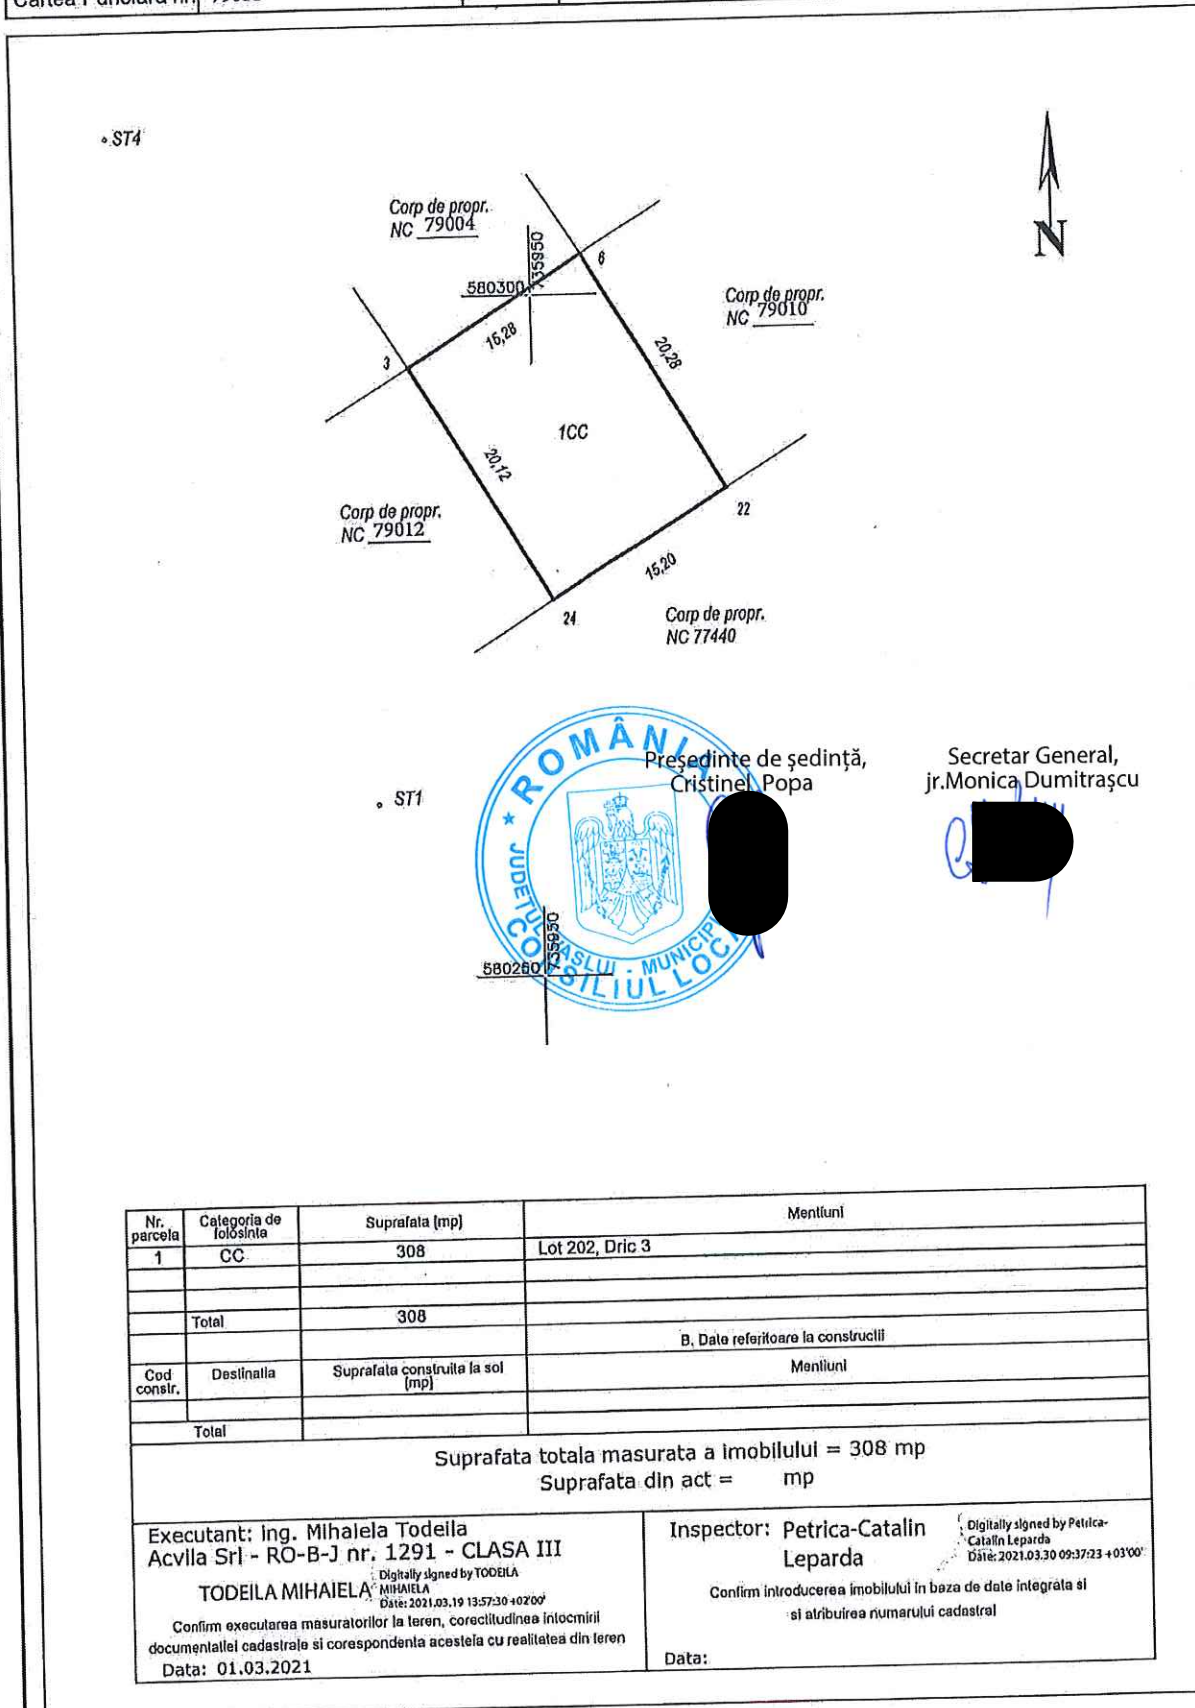 Cartea Funciara nr.
ST4
Corp de propr.
NC 79004
735950
580300
6
N
Corp de propr.
NC 79010
15,28
20,28
3
1CC
20,12
Corp de propr.
NC 79012
22
15,20
24
Corp de propr.
NC 77440
ROMÂNIA
JUDEȚUL VASLUI - MUNICIPI
CONSILIUL LOC
Președinte de ședință,
Cristinel Popa
Secretar General,
jr.Monica Dumitrașcu
ST1
735950
580260
Nr. parcela
Categoria de folosinta
Suprafata (mp)
Mentiuni
1 CC 308 Lot 202, Dric 3
Total 308
B. Date referitoare la constructii
Cod constr.
Destinatia
Suprafata construita la sol (mp)
Mentiuni
Total
Suprafata totala masurata a imobilului = 308 mp
Suprafata din act = mp
Executant: ing. Mihaiela Todeila
Acvila Srl - RO-B-J nr. 1291 - CLASA III
TODEILA MIHAIELA
Digitally signed by TODEILA
MIHAIELA
Date: 2021.03.19 13:57:30 +02'00'
Confirm executarea masuratorilor la teren, corectitudinea intocmirii
documentatiei cadastrale si corespondenta acesteia cu realitatea din teren
Data: 01.03.2021
Inspector: Petrica-Catalin
Leparda
Digitally signed by Petrica-
Catalin Leparda
Date: 2021.03.30 09:37:23 +03'00'
Confirm introducerea imobilului in baza de date integrata si
si atribuirea numarului cadastral
Data: